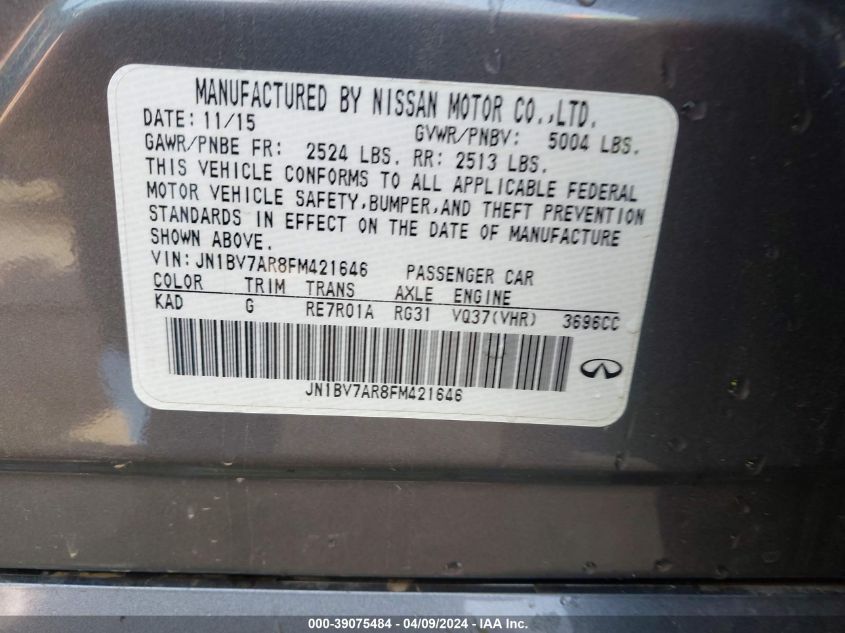 MANUFACTURED BY NISSAN MOTOR CO.,LTD.
DATE: 11/15 GVWR/PNBV: 5004 LBS.
GAWR/PNBE FR: 2524 LBS. RR: 2513 LBS.
THIS VEHICLE CONFORMS TO ALL APPLICABLE FEDERAL
MOTOR VEHICLE SAFETY,BUMPER,AND THEFT PREVENTION
STANDARDS IN EFFECT ON THE DATE OF MANUFACTURE
SHOWN ABOVE.
VIN: JN1BV7AR8FM421646 PASSENGER CAR
COLOR TRIM TRANS AXLE ENGINE
KAD G RE7R01A RG31 VQ37(VHR) 3696CC
JN1BV7AR8FM421646
000-39075484 - 04/09/2024 - IAA Inc.